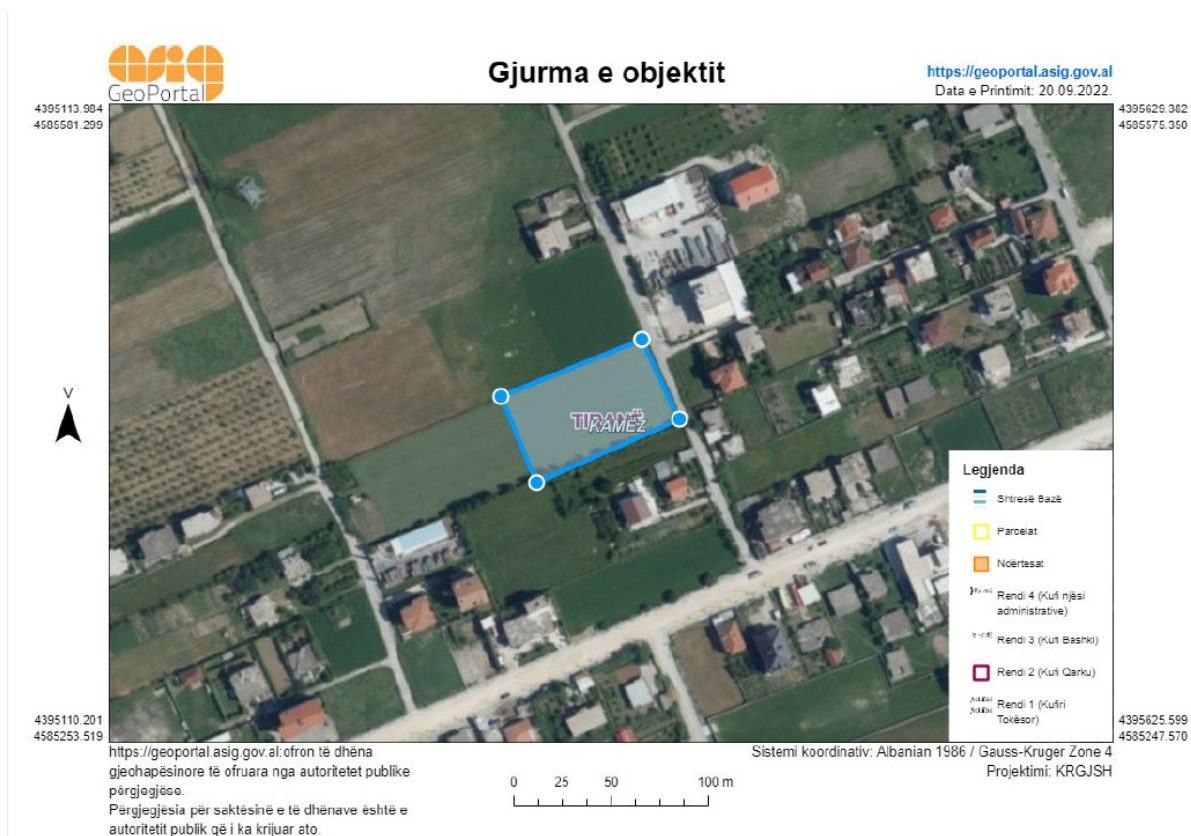 asig
GeoPortal
Gjurma e objektit
https://geoportal.asig.gov.al
Data e Printimit: 20.09.2022.
4395113.984
4585581.299
4395629.382
4585575.350
V
TIRANË
KAMËZ
Legjenda
Shtresë Bazë
Parcelat
Ndërtesat
Rendi 4 (Kufi njësi
administrative)
Rendi 3 (Kufi Bashki)
Rendi 2 (Kufi Qarku)
Rendi 1 (Kufiri
Tokësor)
4395110.201
4585253.519
4395625.599
4585247.570
https://geoportal.asig.gov.al:ofron të dhëna
gjeohapësinore të ofruara nga autoritetet publike
përgjegjëse.
Përgjegjësia për saktësinë e të dhënave është e
autoritetit publik që i ka krijuar ato.
0 25 50 100 m
Sistemi koordinativ: Albanian 1986 / Gauss-Kruger Zone 4
Projektimi: KRGJSH